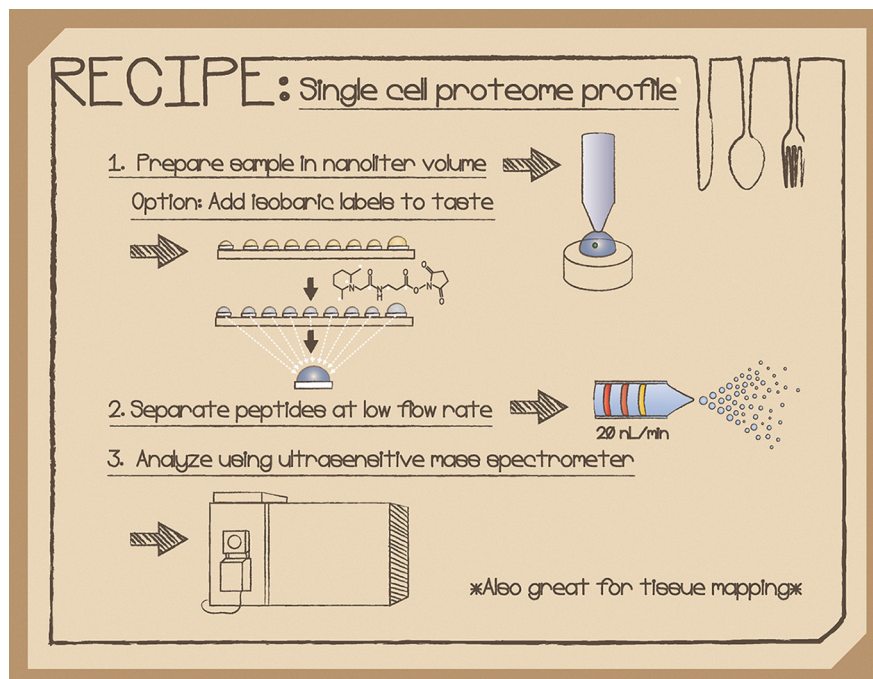 RECIPE: Single cell proteome profile
1. Prepare sample in nanoliter volume
Option: Add isobaric labels to taste
O
N
O
N
H
O
O
N
O
O
2. Separate peptides at low flow rate
20 nL/min
3. Analyze using ultrasensitive mass spectrometer
*Also great for tissue mapping*